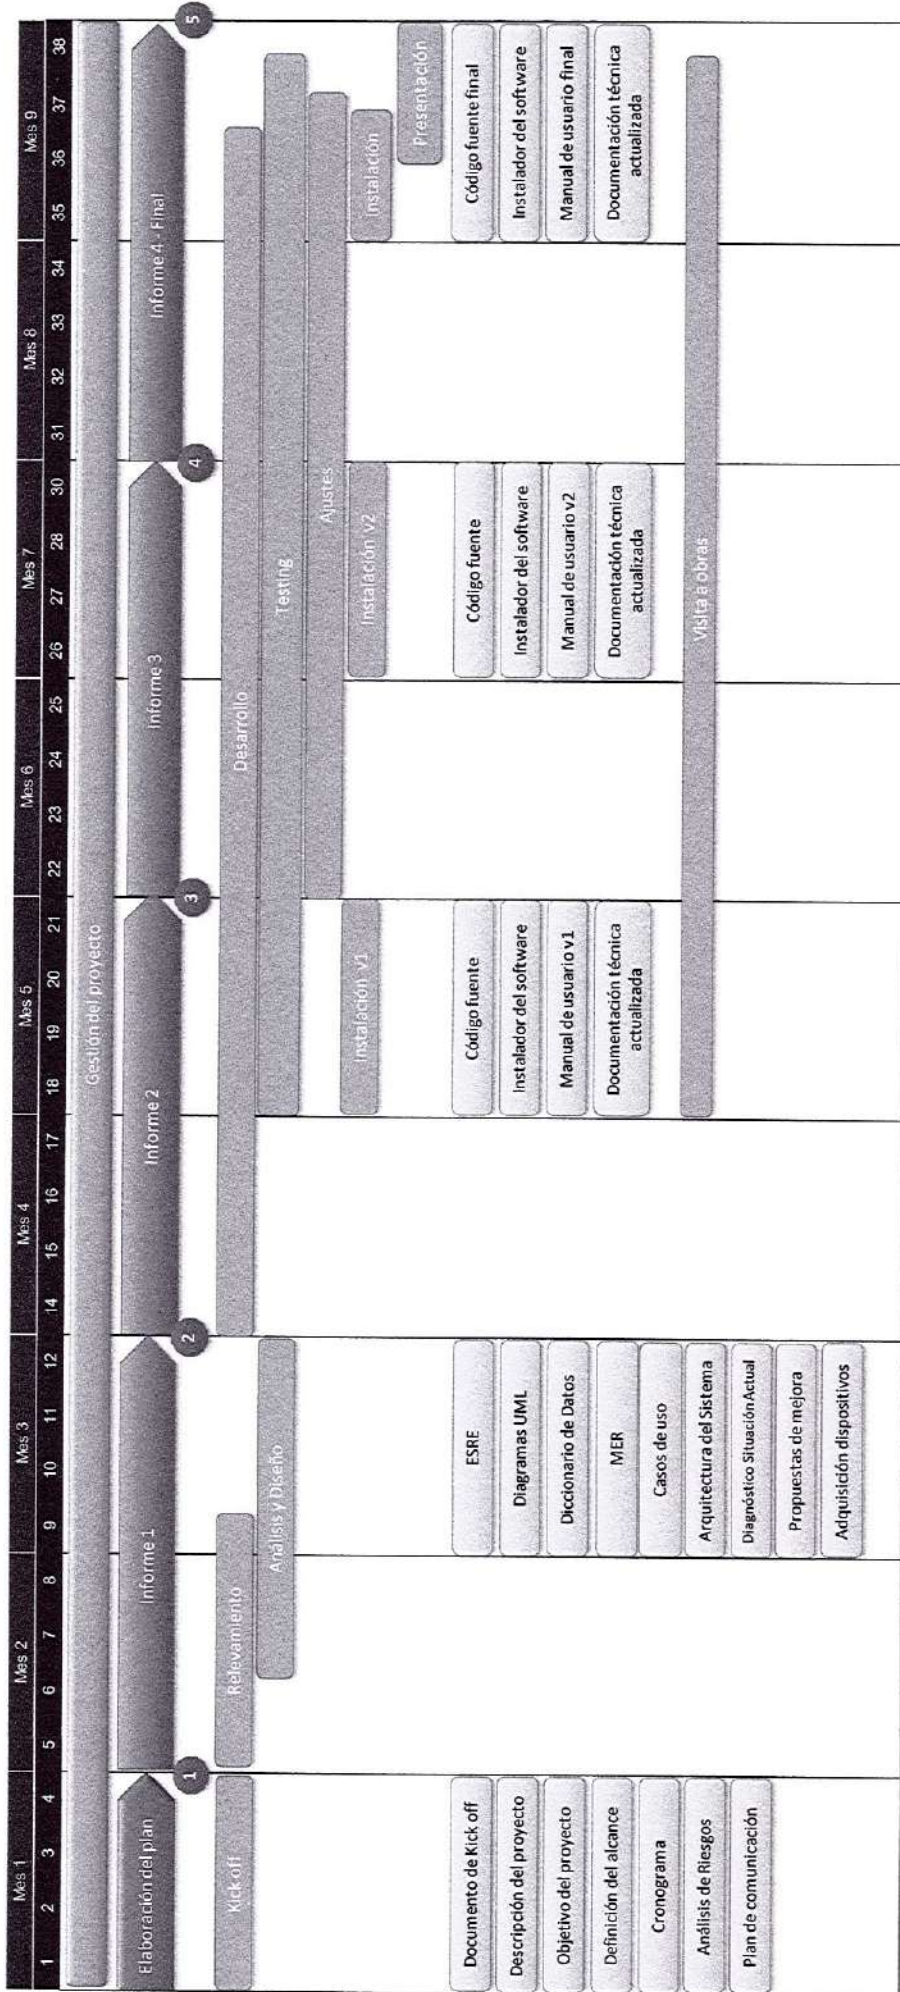 Mes 1 Mes 2 Mes 3 Mes 4 Mes 5 Mes 6 Mes 7 Mes 8 Mes 9
1 2 3 4 5 6 7 8 9 10 11 12 14 15 16 17 18 19 20 21 22 23 24 25 26 27 28 30 31 32 33 34 35 36 37 38
Gestión del proyecto
Elaboración del plan
Informe 1
Informe 2
Informe 3
Informe 4 - Final
1
2
3
4
5
Kick off
Relevamiento
Análisis y Diseño
Desarrollo
Testing
Ajustes
Instalación v1
Instalación v2
Instalación
Presentación
Documento de Kick off
Descripción del proyecto
Objetivo del proyecto
Definición del alcance
Cronograma
Análisis de Riesgos
Plan de comunicación
ESRE
Diagramas UML
Diccionario de Datos
MER
Casos de uso
Arquitectura del Sistema
Diagnóstico Situación Actual
Propuestas de mejora
Adquisición dispositivos
Código fuente
Instalador del software
Manual de usuario v1
Documentación técnica
actualizada
Código fuente
Instalador del software
Manual de usuario v2
Documentación técnica
actualizada
Código fuente final
Instalador del software
Manual de usuario final
Documentación técnica
actualizada
Visita a obras